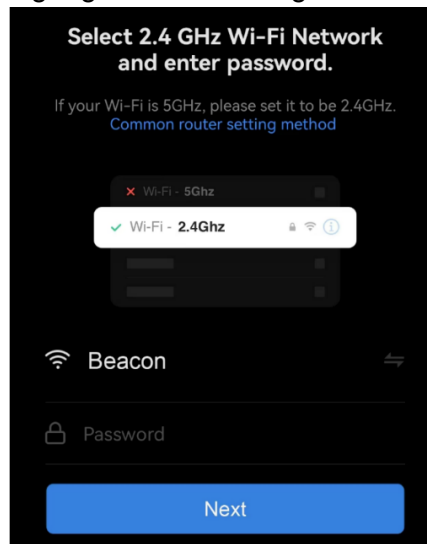 Select 2.4 GHz Wi-Fi Network
and enter password.
If your Wi-Fi is 5GHz, please set it to be 2.4GHz.
Common router setting method
Wi-Fi - 5Ghz
Wi-Fi - 2.4Ghz
Beacon
Password
Next